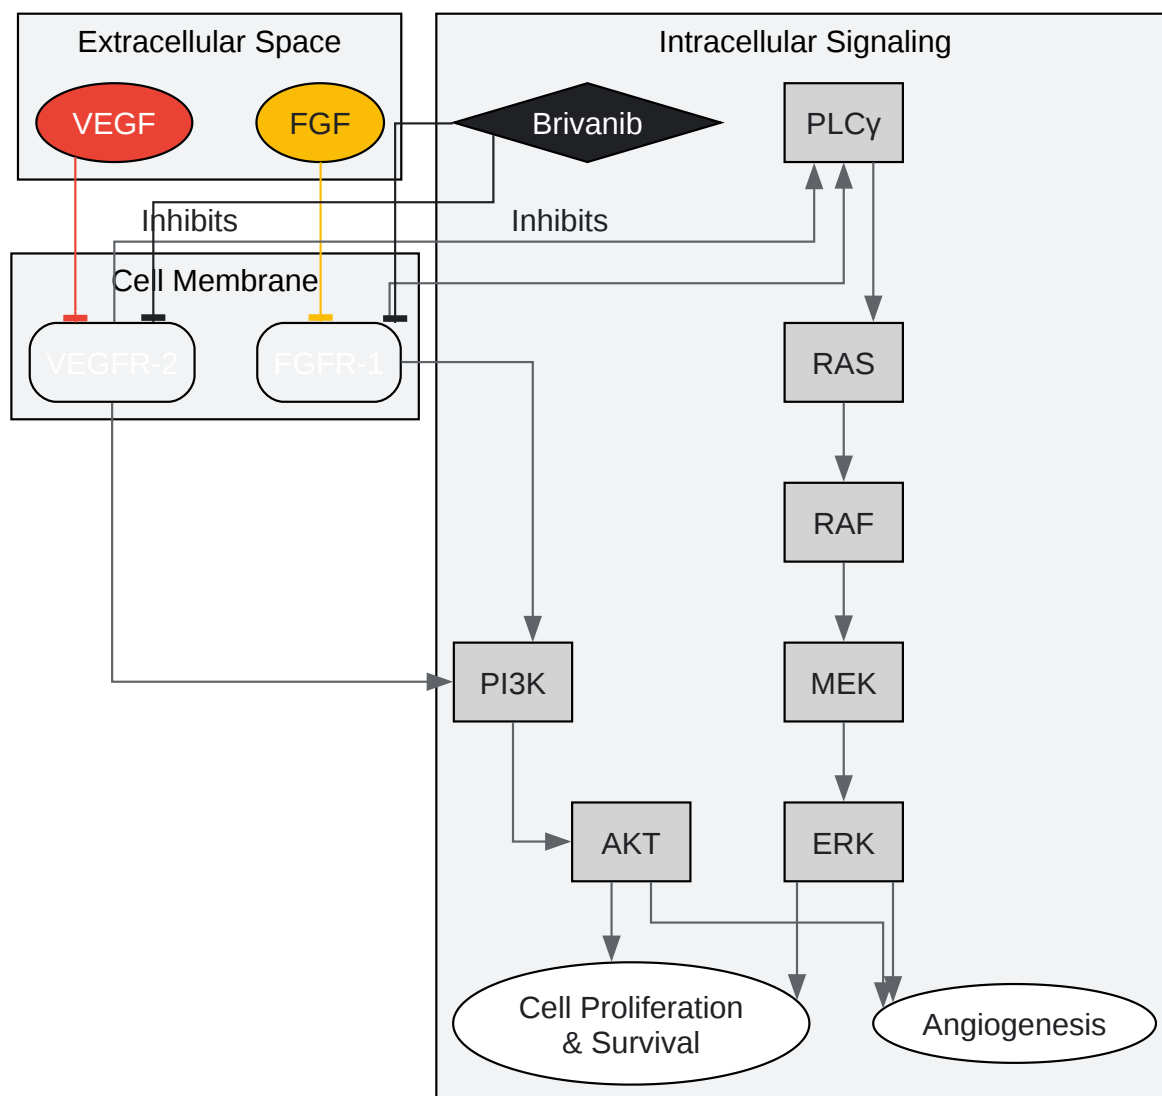 Extracellular Space
Intracellular Signaling
VEGF
FGF
Brivanib
PLCγ
Inhibits
Inhibits
Cell Membrane
VEGFR-2
FGFR-1
RAS
RAF
PI3K
MEK
AKT
ERK
Cell Proliferation
& Survival
Angiogenesis